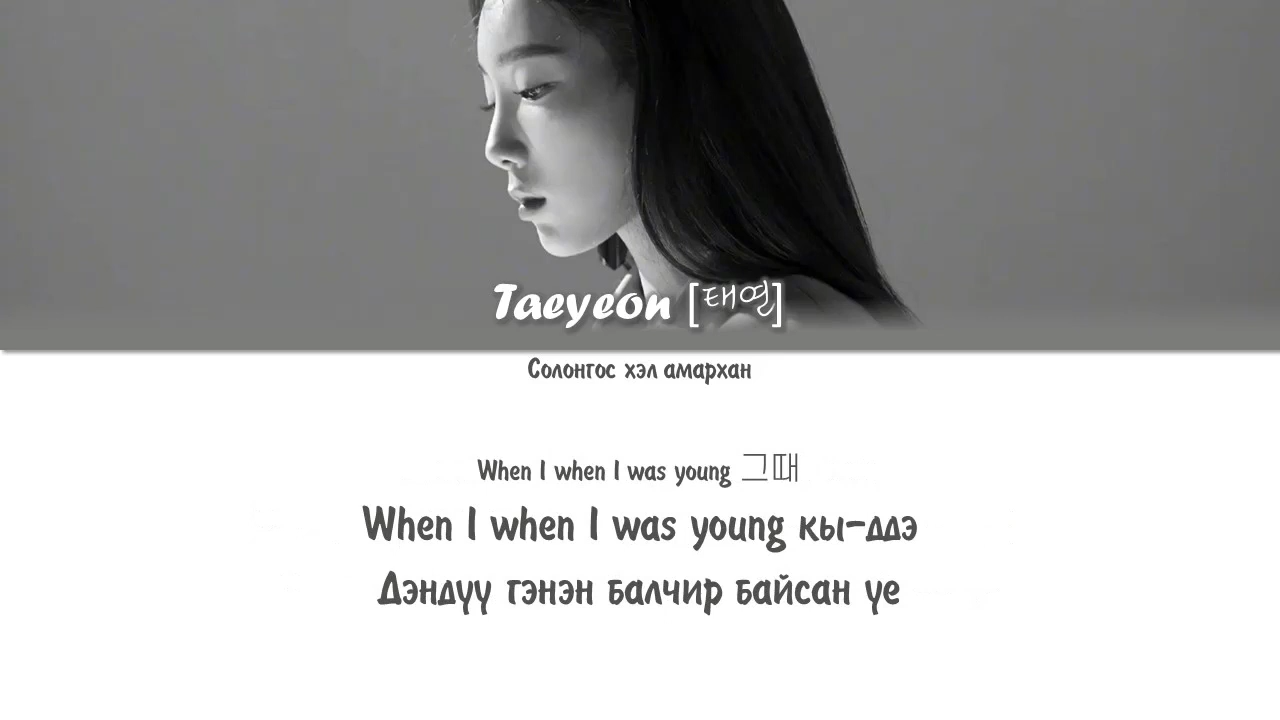 Taeyeon [태연]
Солонгос хэл амархан
When I when I was young 그때
When I when I was young кы-ддэ
Дэндүү гэнэн балчир байсан үе